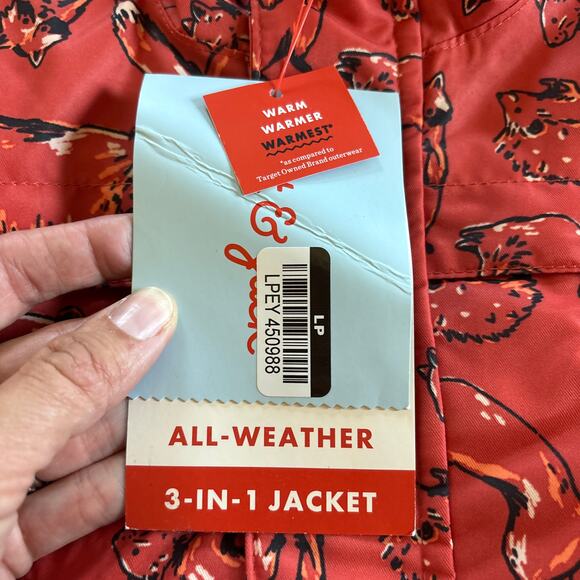 WARM
WARMER
WARMEST*
*as compared to
Target Owned Brand outerwear
&
LP
LPEY 450988
ALL-WEATHER
3-IN-1 JACKET